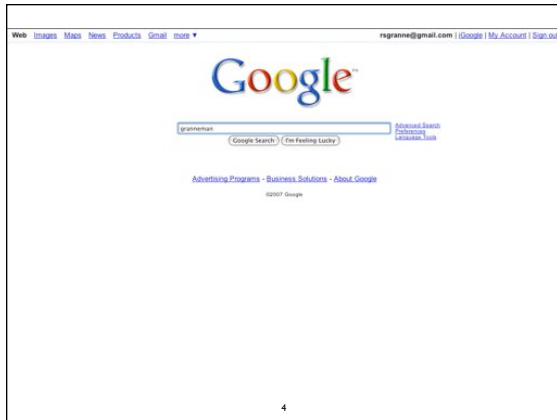 Web Images Maps News Products Gmail more ▼ rsgranne@gmail.com | iGoogle | My Account | Sign out
Google™
granneman
Advanced Search
Preferences
Language Tools
Google Search I'm Feeling Lucky
Advertising Programs - Business Solutions - About Google
©2007 Google
4